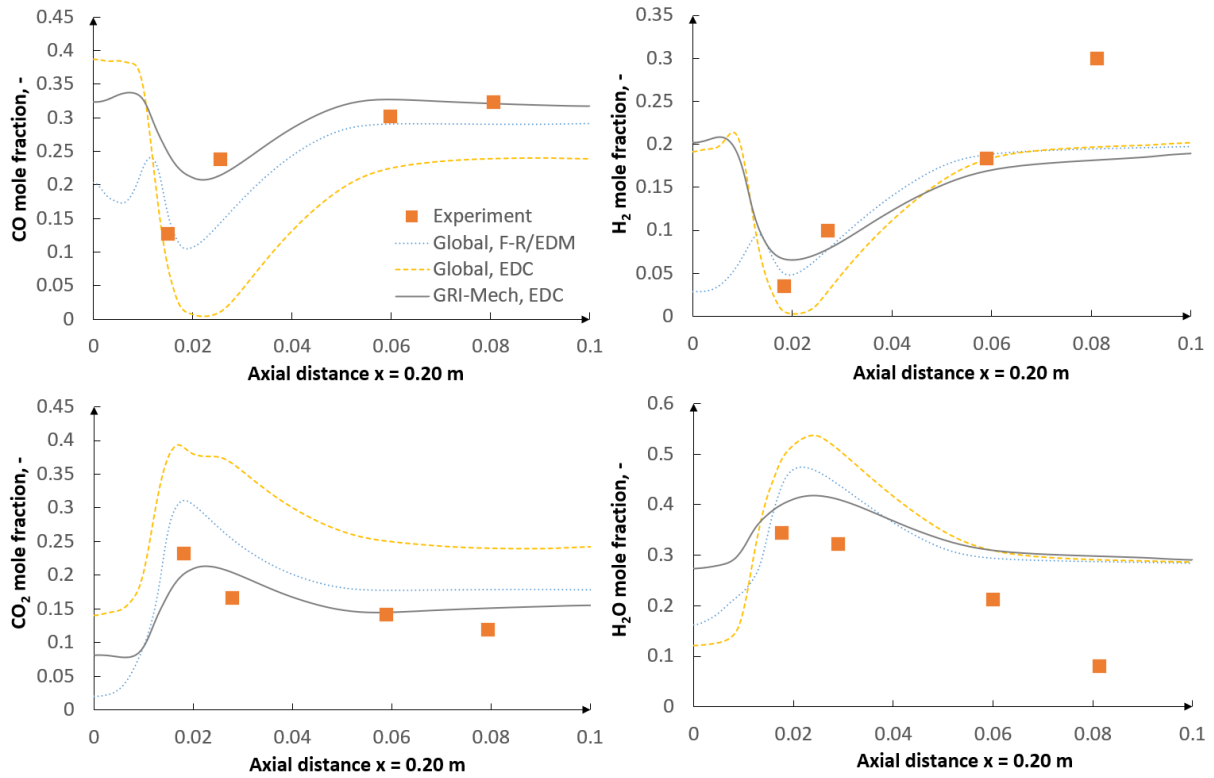 CO mole fraction, -
0.45
0.4
0.35
0.3
0.25
0.2
0.15
0.1
0.05
0
Experiment
Global, F-R/EDM
Global, EDC
GRI-Mech, EDC
0 0.02 0.04 0.06 0.08 0.1
Axial distance x = 0.20 m
H2 mole fraction, -
0.35
0.3
0.25
0.2
0.15
0.1
0.05
0
0 0.02 0.04 0.06 0.08 0.1
Axial distance x = 0.20 m
CO2 mole fraction, -
0.45
0.4
0.35
0.3
0.25
0.2
0.15
0.1
0.05
0
0 0.02 0.04 0.06 0.08 0.1
Axial distance x = 0.20 m
H2O mole fraction, -
0.6
0.5
0.4
0.3
0.2
0.1
0
0 0.02 0.04 0.06 0.08 0.1
Axial distance x = 0.20 m